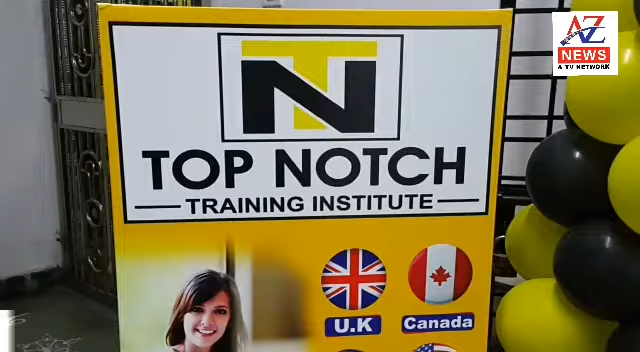 AZ
NEWS
A TV NETWORK
TN
TOP NOTCH
TRAINING INSTITUTE
U.K
Canada